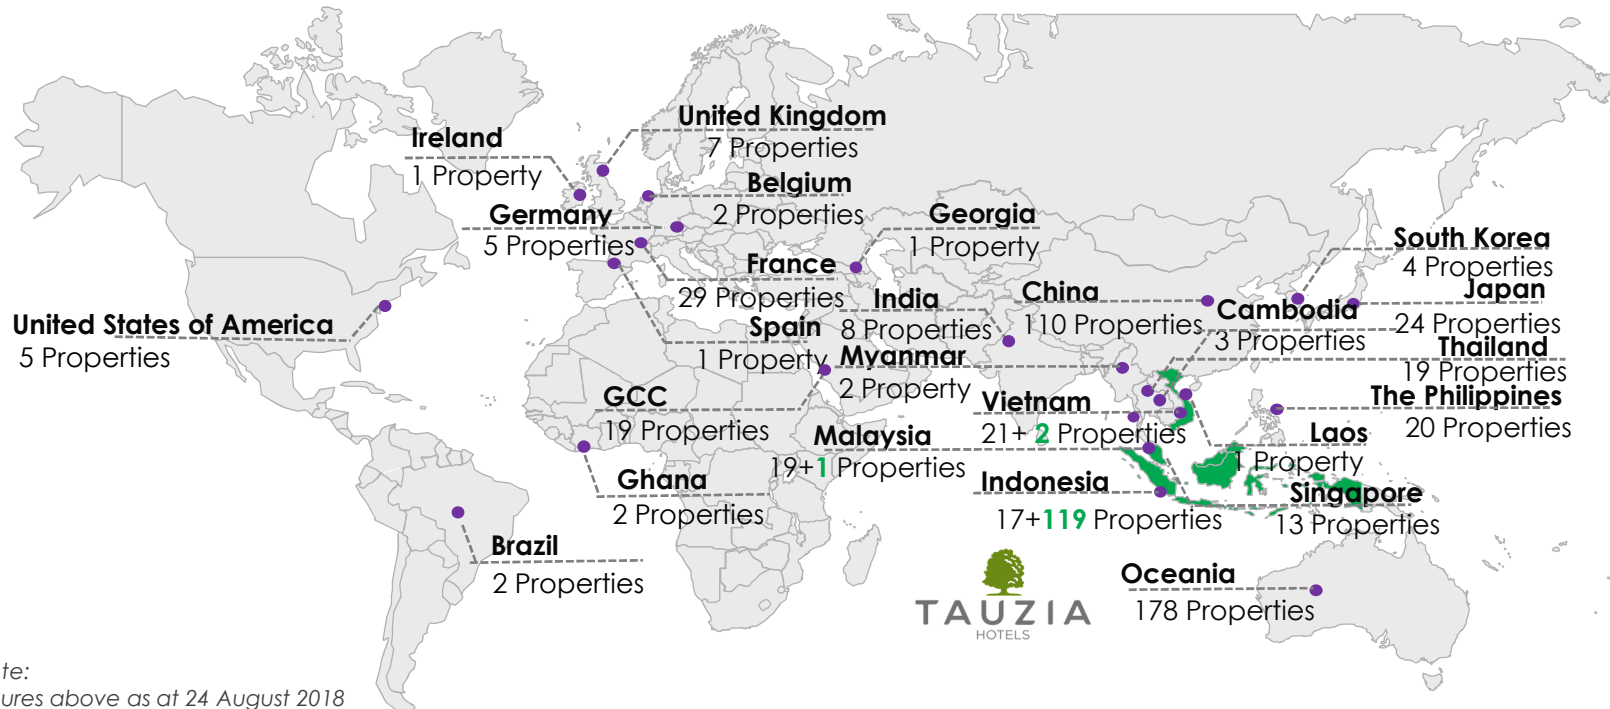 United Kingdom
7 Properties
Ireland
1 Property
Belgium
2 Properties
Germany
5 Properties
Georgia
1 Property
South Korea
4 Properties
France
29 Properties
Japan
24 Properties
China
110 Properties
India
8 Properties
Cambodia
3 Properties
United States of America
5 Properties
Spain
1 Property
Myanmar
2 Property
Thailand
19 Properties
GCC
19 Properties
Vietnam
21+ 2 Properties
The Philippines
20 Properties
Malaysia
19+1 Properties
Laos
1 Property
Ghana
2 Properties
Indonesia
17+119 Properties
Singapore
13 Properties
Brazil
2 Properties
Oceania
178 Properties
TAUZIA
HOTELS
te:
ures above as at 24 August 2018